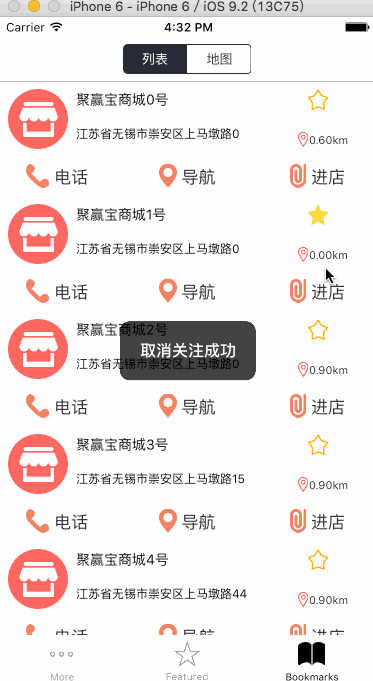 iPhone 6 - iPhone 6 / iOS 9.2 (13C75)
Carrier 4:32 PM
列表 地图
聚赢宝商城0号
江苏省无锡市崇安区上马墩路0 0.60km
电话 导航 进店
聚赢宝商城1号
江苏省无锡市崇安区上马墩路0 0.00km
电话 导航 进店
聚赢宝商城2号
取消关注成功
江苏省无锡市崇安区上马墩路0 0.90km
电话 导航 进店
聚赢宝商城3号
江苏省无锡市崇安区上马墩路15 0.90km
电话 导航 进店
聚赢宝商城4号
江苏省无锡市崇安区上马墩路44 0.90km
More Featured Bookmarks